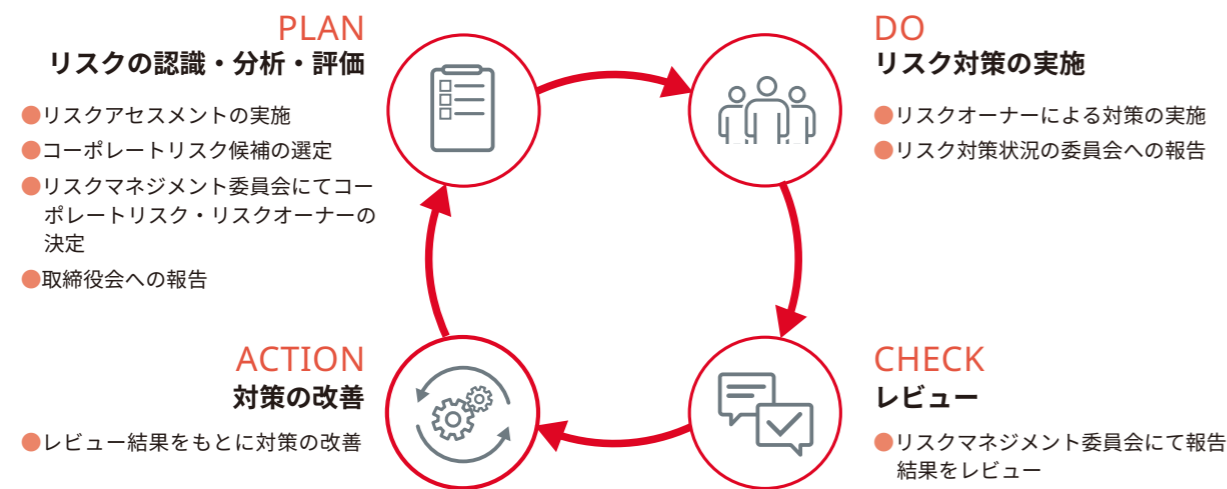 PLAN
リスクの認識・分析・評価
●リスクアセスメントの実施
●コーポレートリスク候補の選定
●リスクマネジメント委員会にてコー
ポレートリスク・リスクオーナーの
決定
●取締役会への報告
DO
リスク対策の実施
●リスクオーナーによる対策の実施
●リスク対策状況の委員会への報告
ACTION
対策の改善
●レビュー結果をもとに対策の改善
CHECK
レビュー
●リスクマネジメント委員会にて報告
結果をレビュー